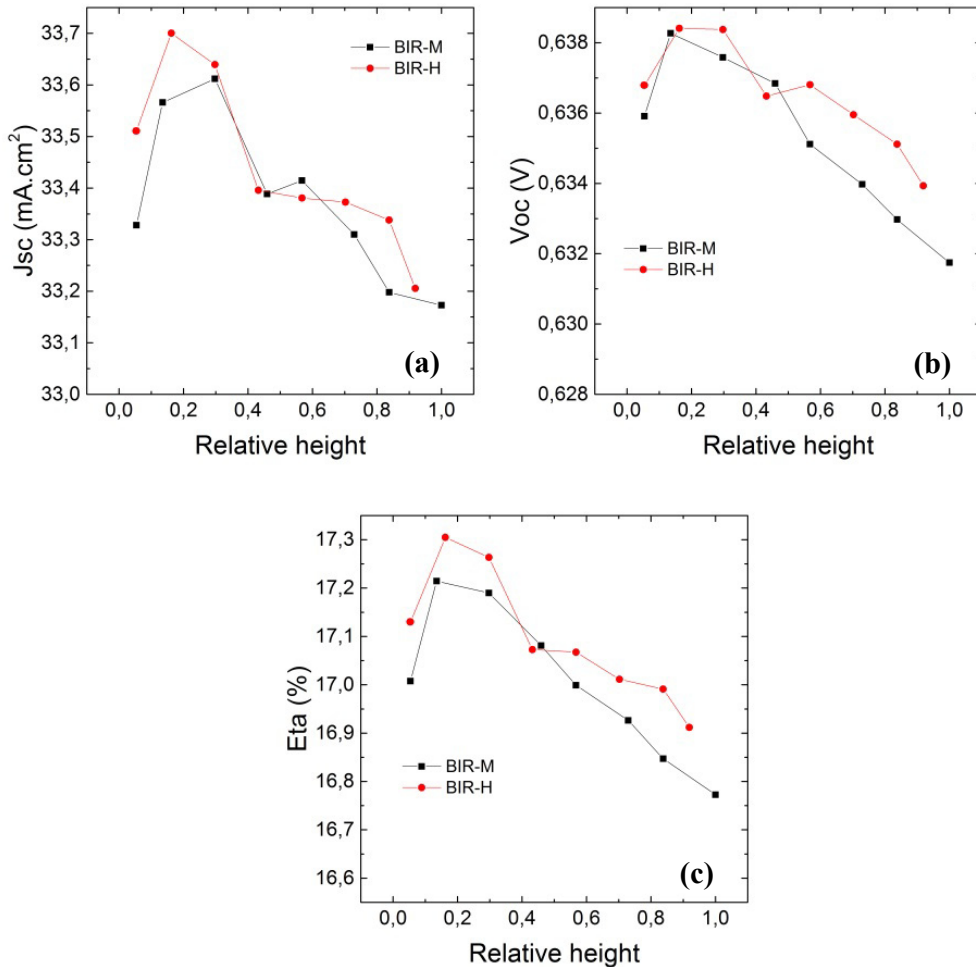 (a)
33,7
33,6
33,5
33,4
33,3
33,2
33,1
33,0
Jsc (mA.cm²)
BIR-M
BIR-H
0,0 0,2 0,4 0,6 0,8 1,0
Relative height
0,638
0,636
0,634
0,632
0,630
0,628
Voc (V)
BIR-M
BIR-H
(b)
0,0 0,2 0,4 0,6 0,8 1,0
Relative height
17,3
17,2
17,1
17,0
16,9
16,8
16,7
16,6
Eta (%)
BIR-M
BIR-H
(c)
0,0 0,2 0,4 0,6 0,8 1,0
Relative height